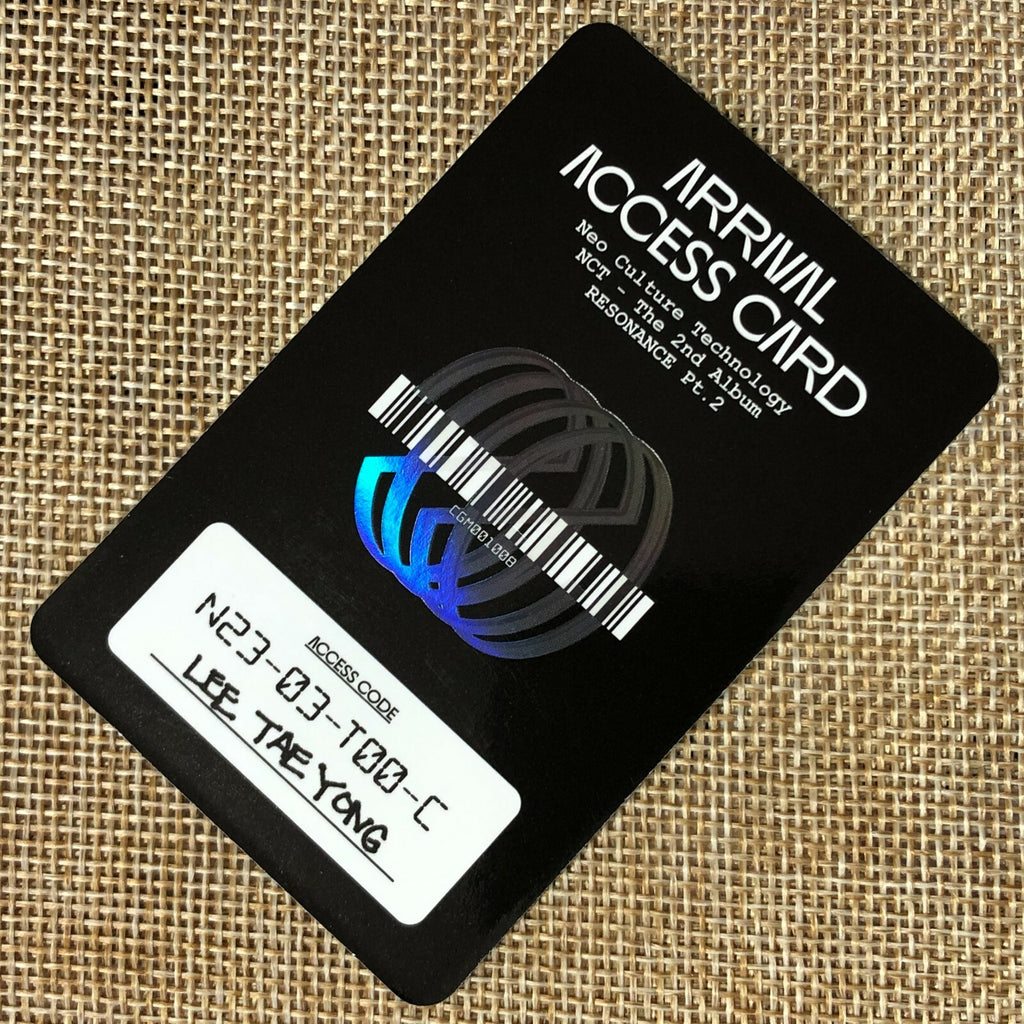 ARRIVAL
ACCESS CARD
Neo Culture Technology
NCT - The 2nd Album
RESONANCE Pt.2
CGM001008
ACCESS CODE
N23-03-T00-C
LEE TAE YONG